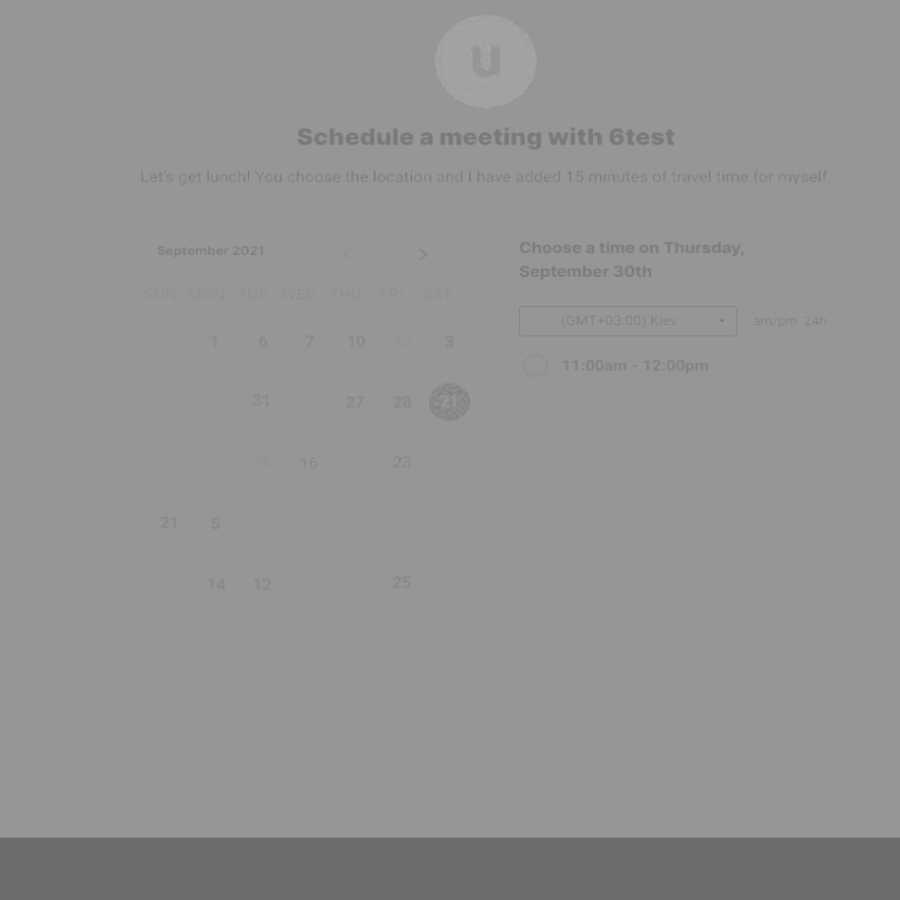 u
Schedule a meeting with 6test
Let's get lunch! You choose the location and I have added 15 minutes of travel time for myself.
September 2021
SUN MON TUE WED THU FRI SAT
1 6 7 10 12 3
31 27 28 21
28 16 23
21 5
14 12 25
Choose a time on Thursday,
September 30th
(GMT+03.00) Kiev am/pm 24h
11:00am - 12:00pm